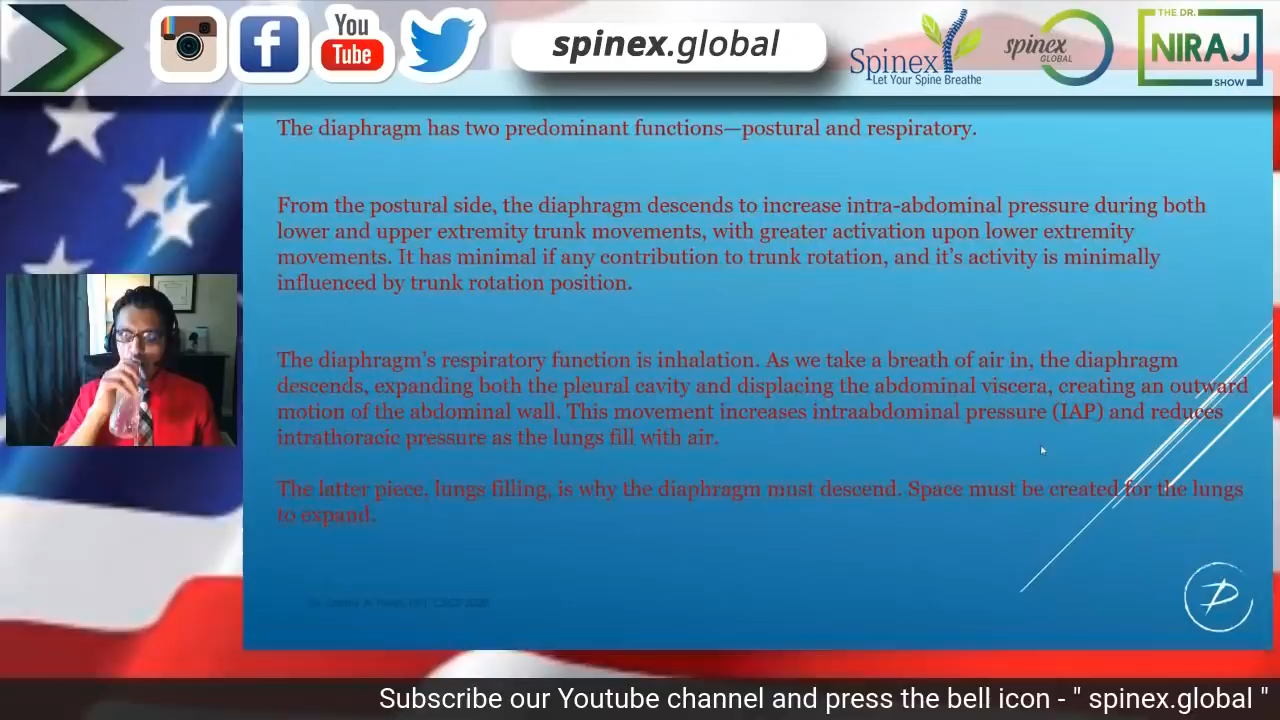 You
Tube
spinex.global
Spinex
Let Your Spine Breathe
spinex
GLOBAL
THE DR.
NIRAJ
SHOW
The diaphragm has two predominant functions—postural and respiratory.
From the postural side, the diaphragm descends to increase intra-abdominal pressure during both
lower and upper extremity trunk movements, with greater activation upon lower extremity
movements. It has minimal if any contribution to trunk rotation, and it's activity is minimally
influenced by trunk rotation position.
The diaphragm's respiratory function is inhalation. As we take a breath of air in, the diaphragm
descends, expanding both the pleural cavity and displacing the abdominal viscera, creating an outward
motion of the abdominal wall. This movement increases intraabdominal pressure (IAP) and reduces
intrathoracic pressure as the lungs fill with air.
The latter piece, lungs filling, is why the diaphragm must descend. Space must be created for the lungs
to expand.
Subscribe our Youtube channel and press the bell icon - " spinex.global "